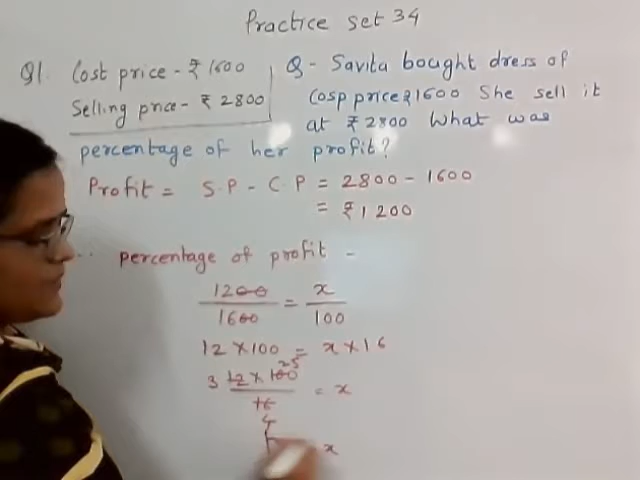 Practice set 34
Q1. Cost price - ₹ 1600
Selling price - ₹ 2800
Q - Savita bought dress of
Cosp price ₹1600 She sell it
at ₹2800 What was
percentage of her profit?
Profit = S.P - C.P = 2800 - 1600
= ₹1200
percentage of profit -
1200/1600 = x/100
12 × 100 = x × 16
3 12 × 100 25 / 16 = x
4
x